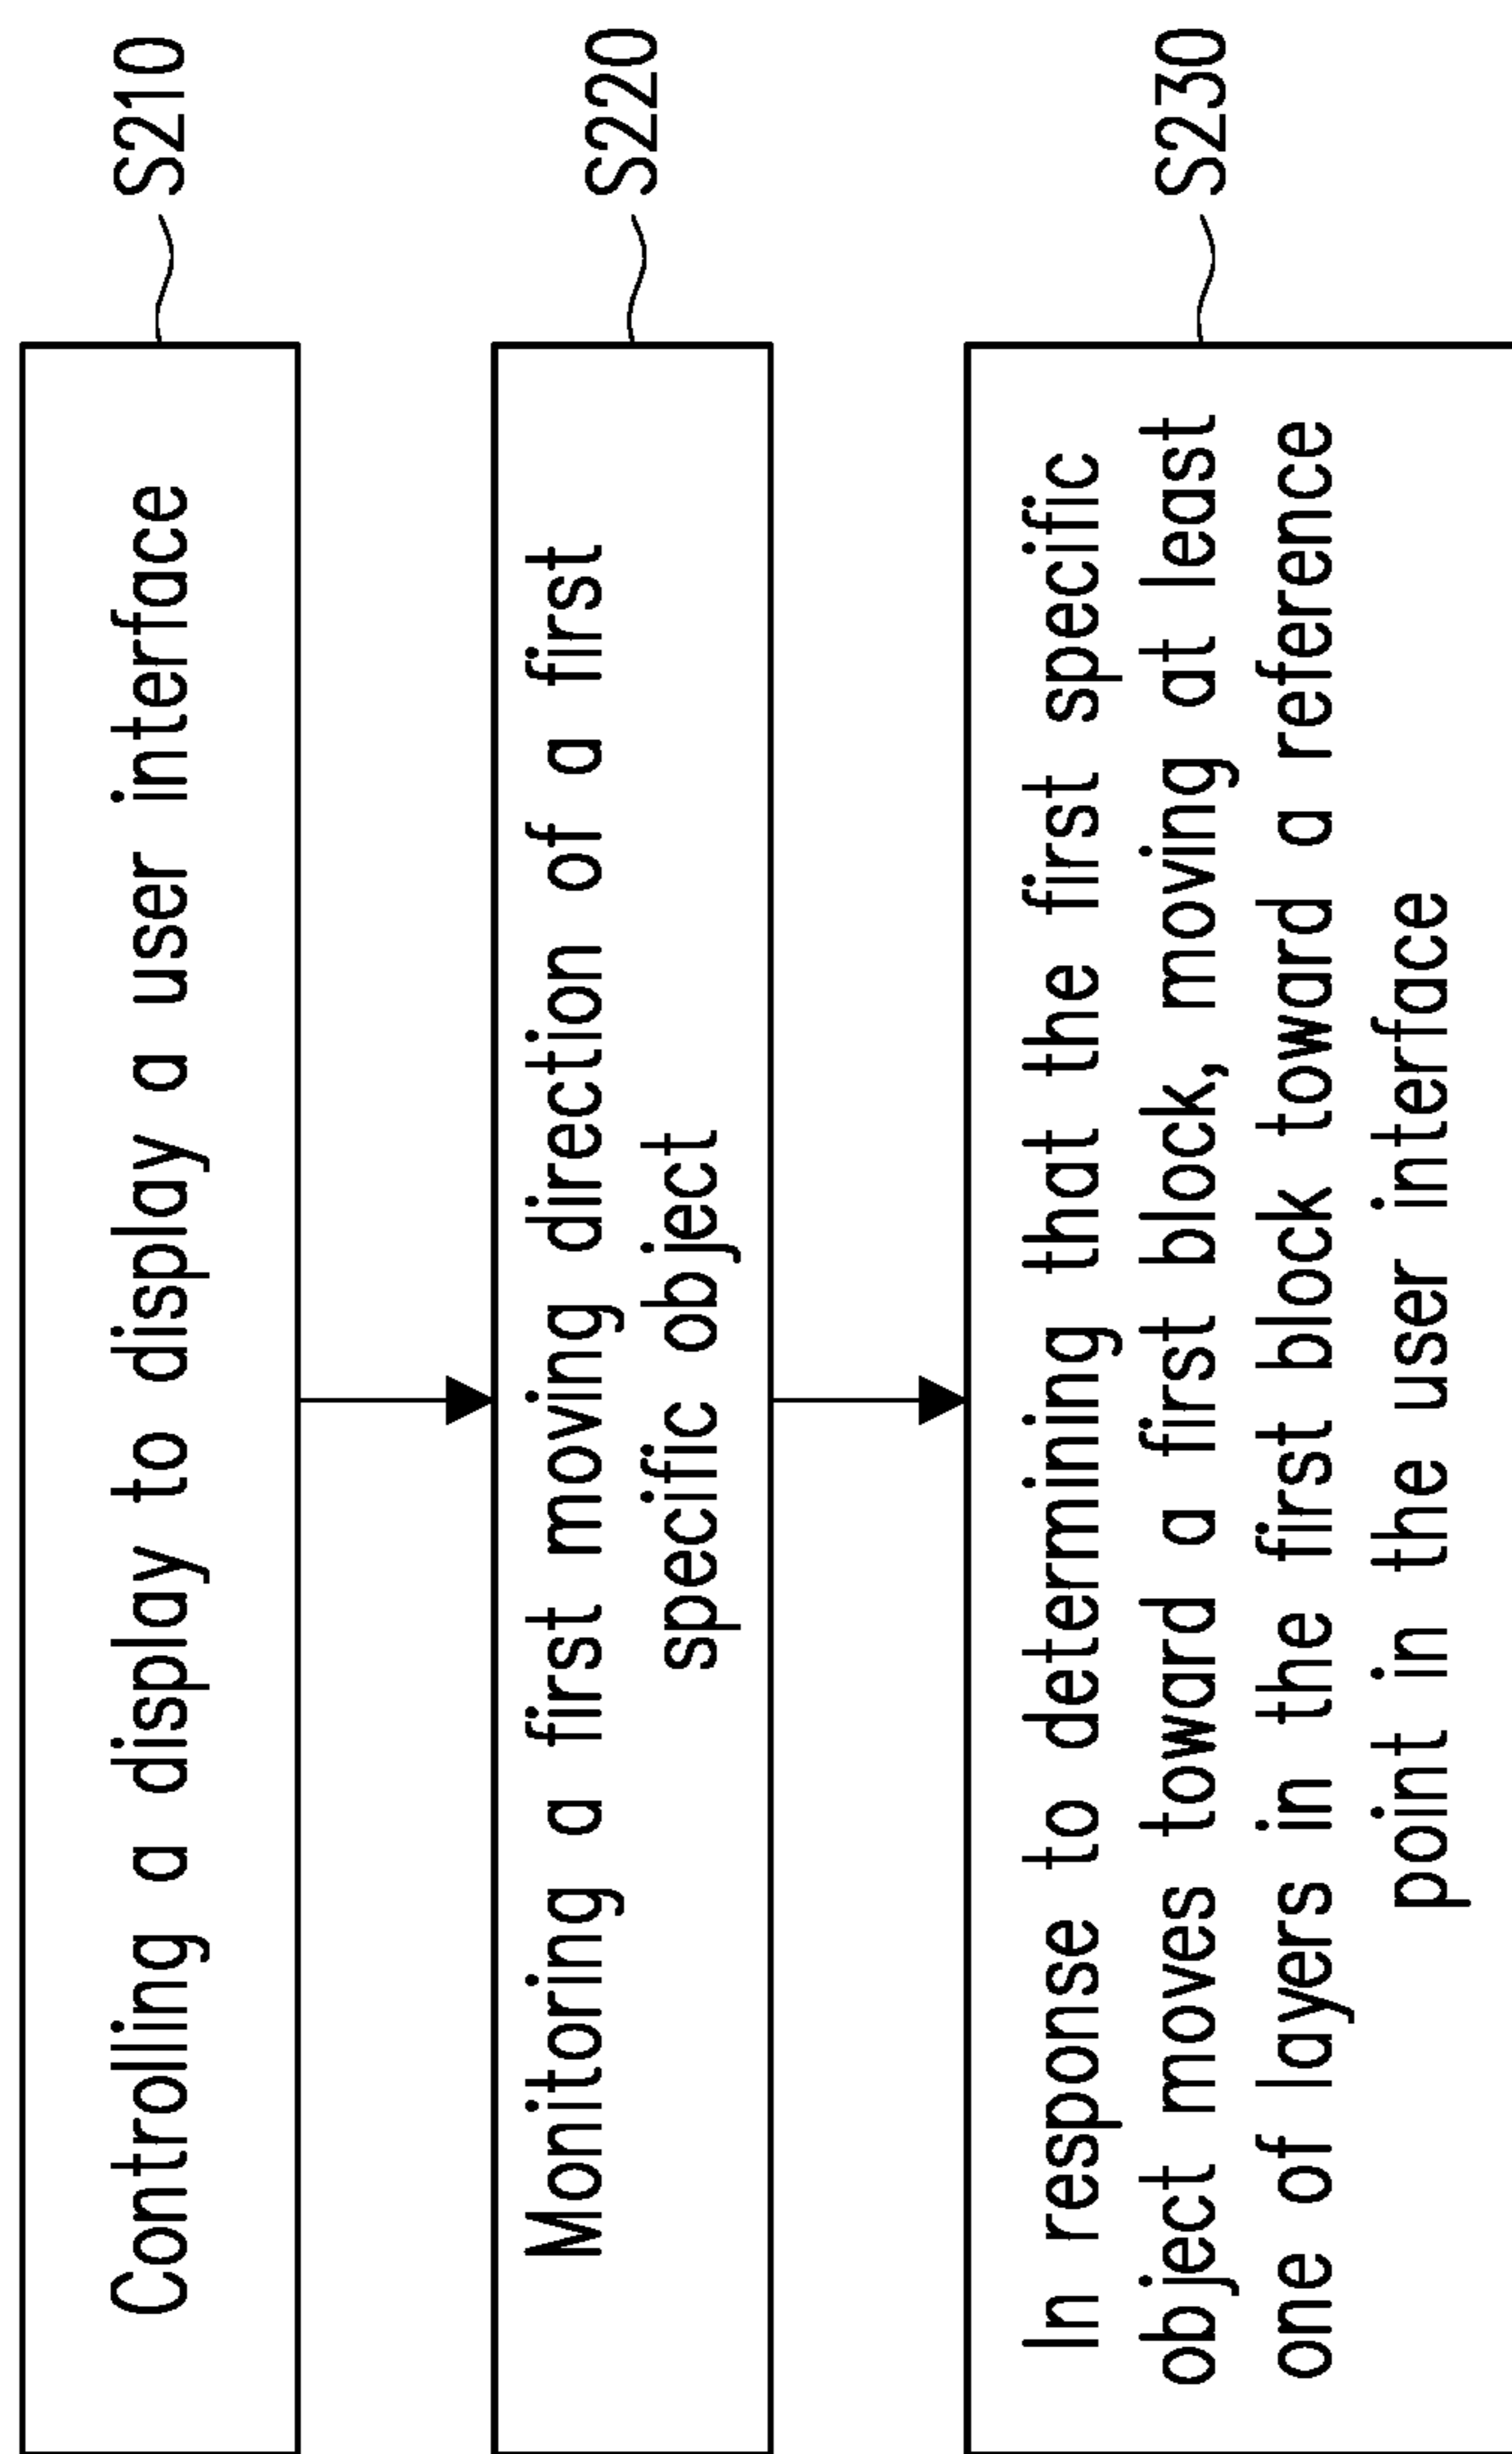 Controlling a display to display a user interface
S210
Monitoring a first moving direction of a first
specific object
S220
In response to determining that the first specific
object moves toward a first block, moving at least
one of layers in the first block toward a reference
point in the user interface
S230